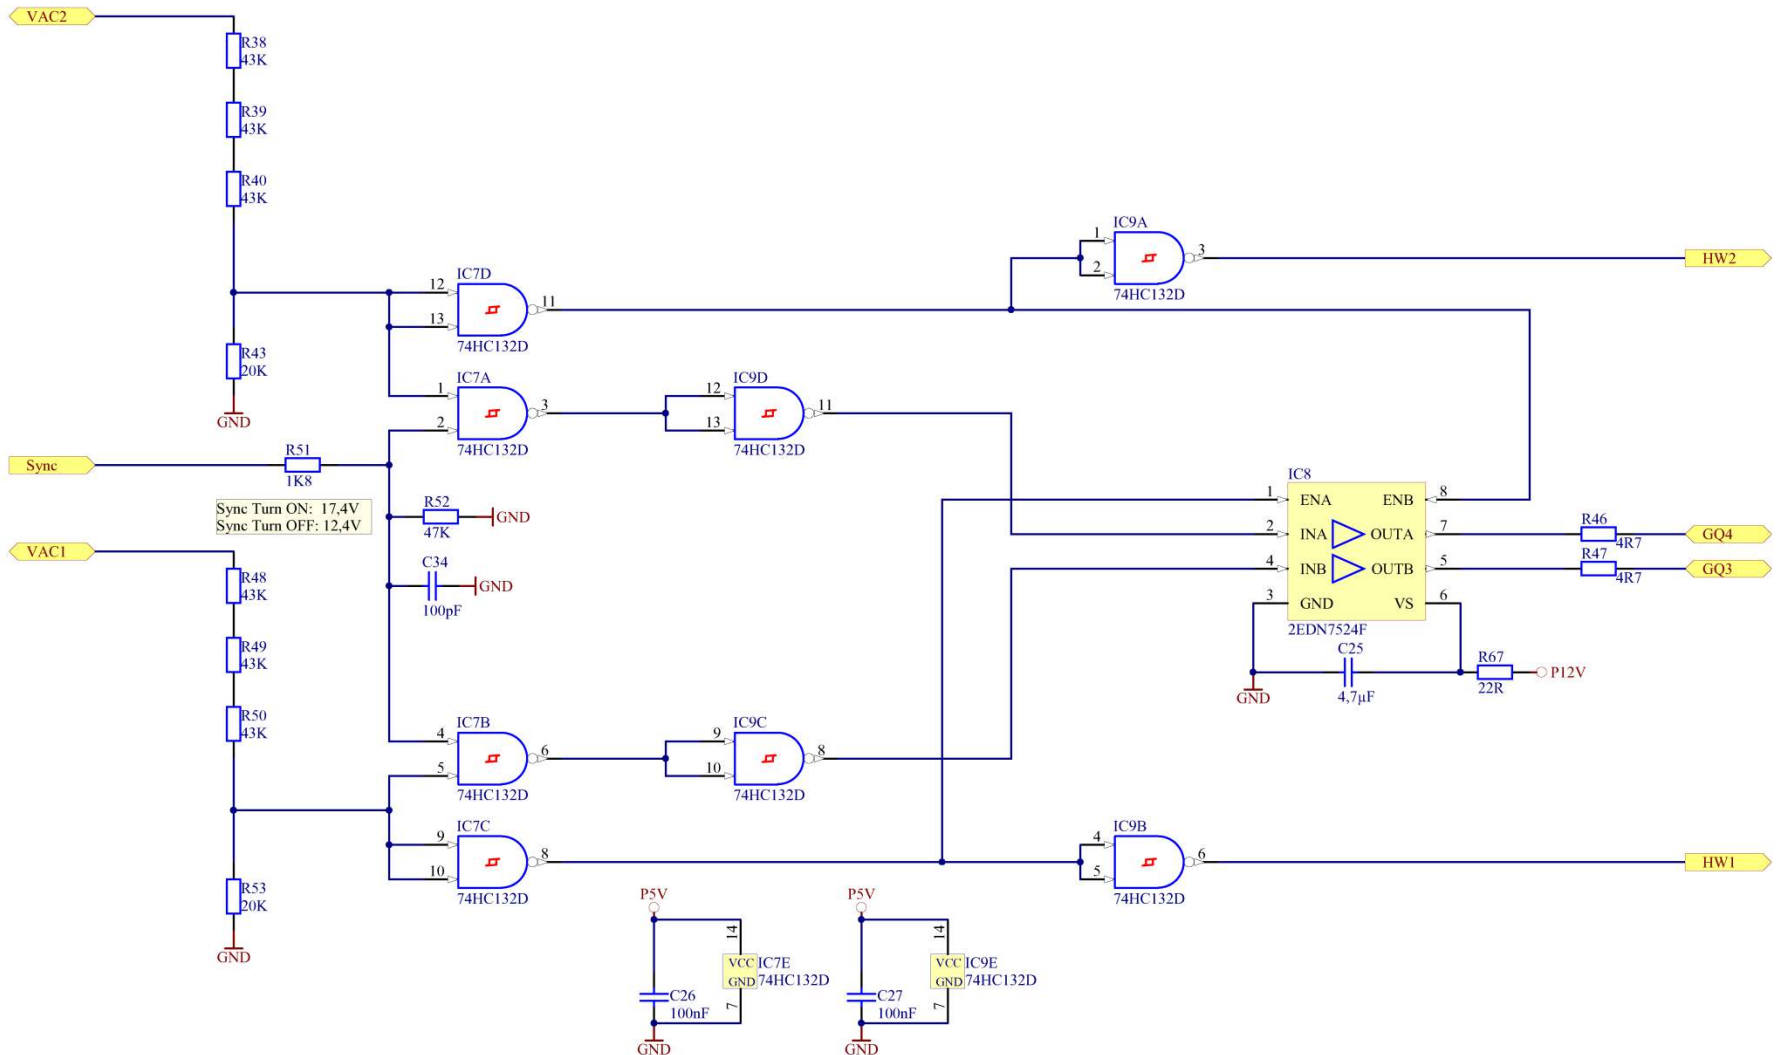 VAC2
R38
43K
R39
43K
R40
43K
R43
20K
GND
IC7D
12
13
11
74HC132D
IC9A
1
2
3
74HC132D
HW2
IC7A
1
2
3
74HC132D
IC9D
12
13
11
74HC132D
Sync
R51
1K8
Sync Turn ON: 17,4V
Sync Turn OFF: 12,4V
R52
47K
GND
C34
100pF
GND
VAC1
R48
43K
R49
43K
R50
43K
R53
20K
GND
IC8
1 ENA ENB 8
2 INA OUTA 7
4 INB OUTB 5
3 GND VS 6
2EDN7524F
R46
4R7
GQ4
R47
4R7
GQ3
C25
4,7µF
GND
R67
22R
P12V
IC7B
4
5
6
74HC132D
IC9C
9
10
8
74HC132D
IC7C
9
10
8
74HC132D
IC9B
4
5
6
74HC132D
HW1
P5V
14
VCC
GND
IC7E
74HC132D
7
C26
100nF
GND
P5V
14
VCC
GND
IC9E
74HC132D
7
C27
100nF
GND